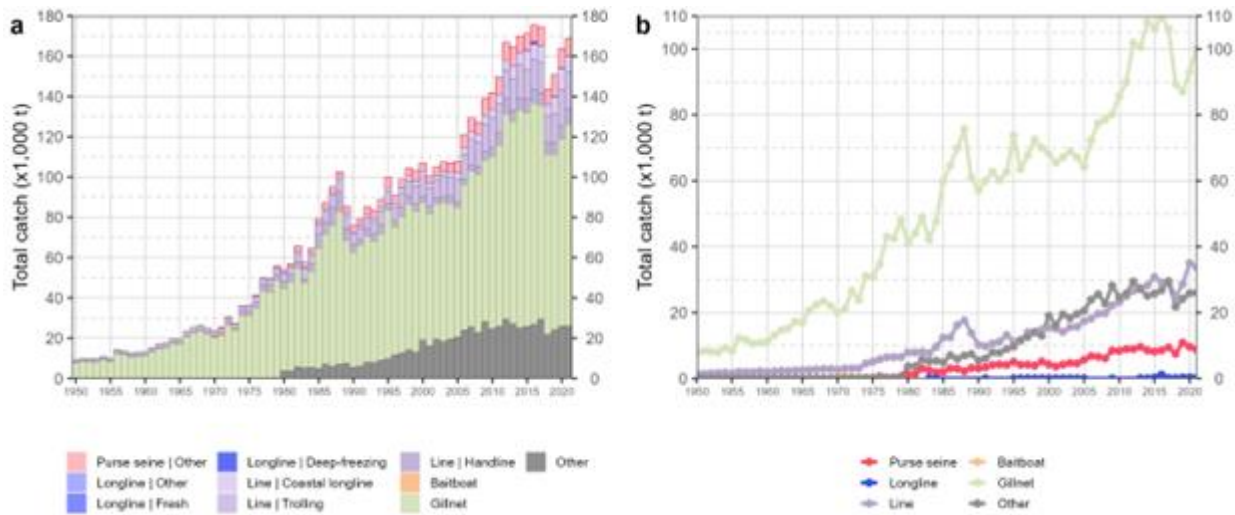 a
b
Total catch (x1,000 t)
180
160
140
120
100
80
60
40
20
0
180
160
140
120
100
80
60
40
20
0
1950 1955 1960 1965 1970 1975 1980 1985 1990 1995 2000 2005 2010 2015 2020
Total catch (x1,000 t)
110
100
80
60
40
20
0
110
100
80
60
40
20
0
1950 1955 1960 1965 1970 1975 1980 1985 1990 1995 2000 2005 2010 2015 2020
Purse seine | Other
Longline | Other
Longline | Fresh
Longline | Deep-freezing
Line | Coastal longline
Line | Trolling
Line | Handline
Baitboat
Gillnet
Other
Purse seine
Longline
Line
Baitboat
Gillnet
Other